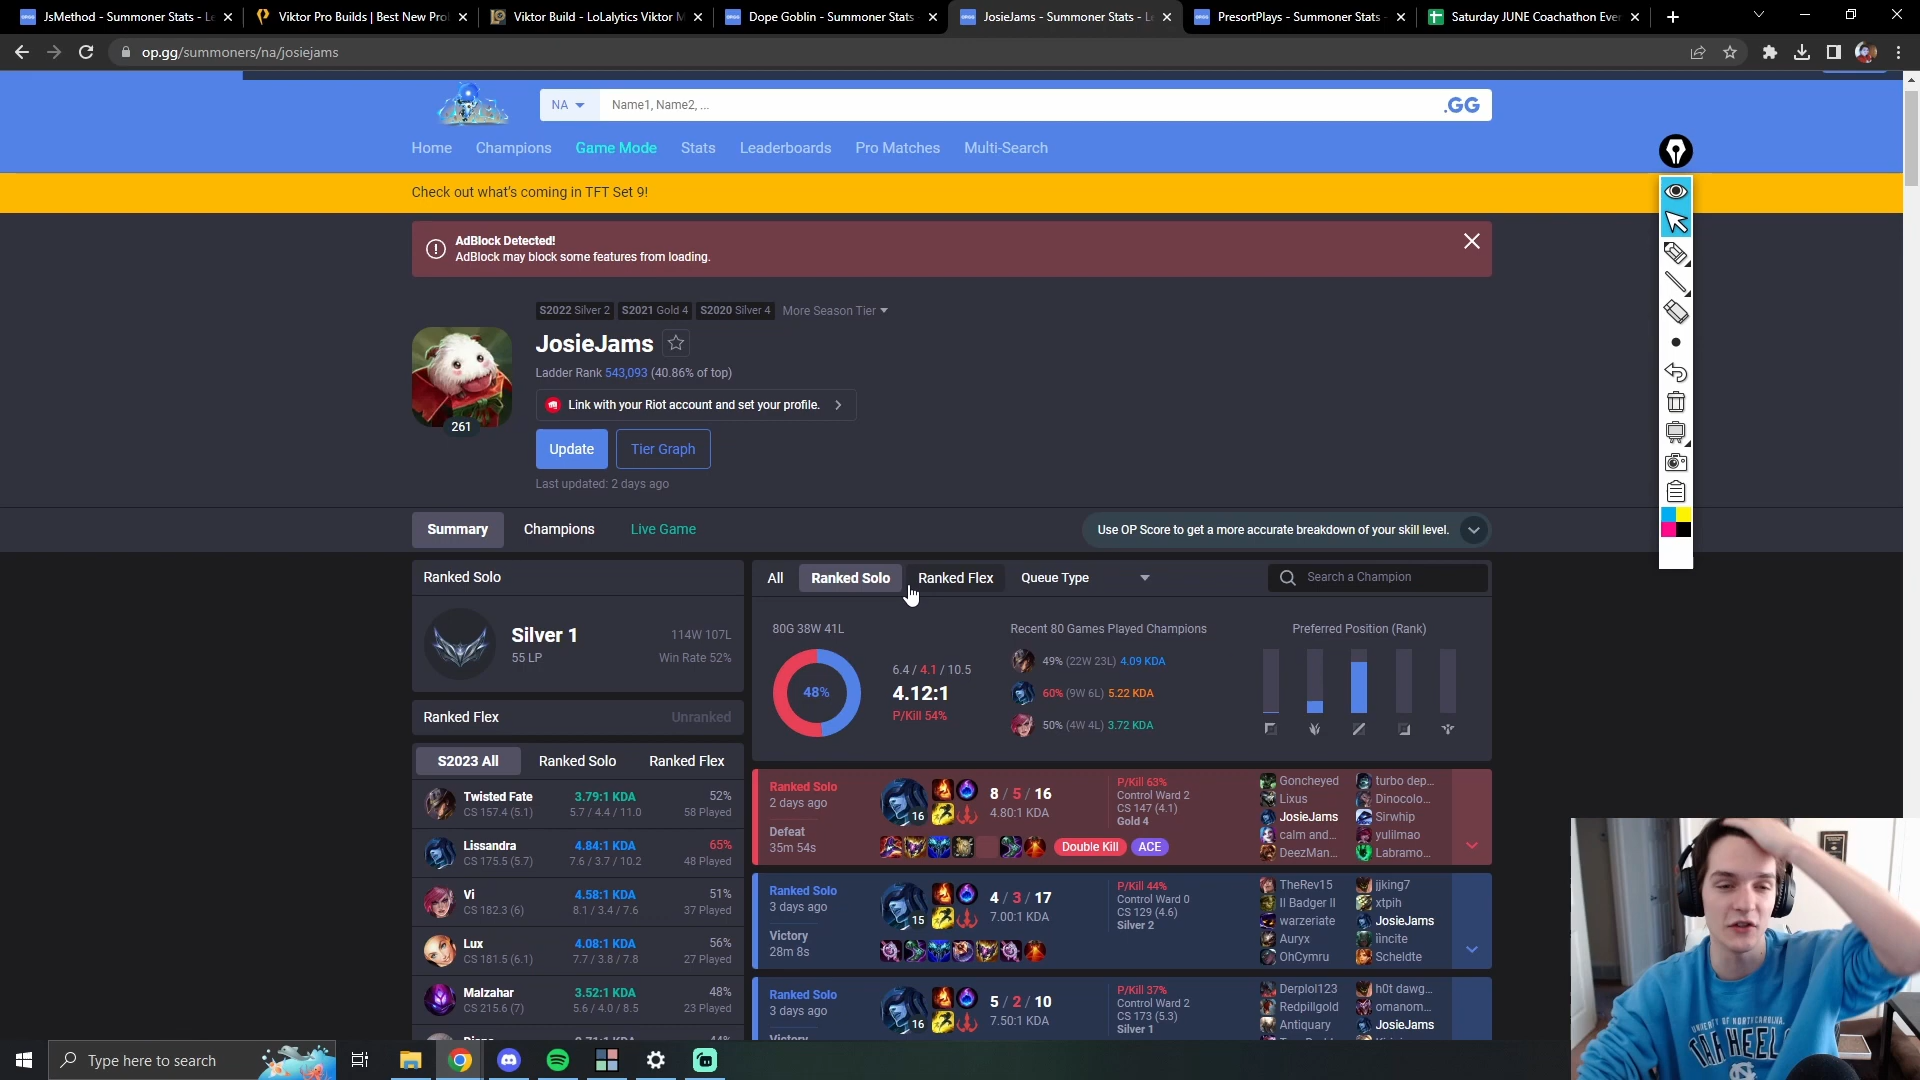 JsMethod - Summoner Stats - Le
Viktor Pro Builds | Best New Pro
Viktor Build - LoLalytics Viktor M
Dope Goblin - Summoner Stats
JosieJams - Summoner Stats - Le
PresortPlays - Summoner Stats -
Saturday JUNE Coachathon Eve
op.gg/summoners/na/josiejams
NA Name1, Name2, ... .GG
Home Champions Game Mode Stats Leaderboards Pro Matches Multi-Search
Check out what's coming in TFT Set 9!
AdBlock Detected!
AdBlock may block some features from loading.
S2022 Silver 2 S2021 Gold 4 S2020 Silver 4 More Season Tier
JosieJams
Ladder Rank 543,093 (40.86% of top)
Link with your Riot account and set your profile.
261
Update Tier Graph
Last updated: 2 days ago
Summary Champions Live Game
Use OP Score to get a more accurate breakdown of your skill level.
Ranked Solo
Silver 1 114W 107L
55 LP Win Rate 52%
Ranked Flex Unranked
S2023 All Ranked Solo Ranked Flex
Twisted Fate 3.79:1 KDA 52%
CS 157.4 (5.1) 5.7 / 4.4 / 11.0 58 Played
Lissandra 4.84:1 KDA 65%
CS 175.5 (5.7) 7.6 / 3.7 / 10.2 48 Played
Vi 4.58:1 KDA 51%
CS 182.3 (6) 8.1 / 3.4 / 7.6 37 Played
Lux 4.08:1 KDA 56%
CS 181.5 (6.1) 7.7 / 3.8 / 7.8 27 Played
Malzahar 3.52:1 KDA 48%
CS 215.6 (7) 5.6 / 4.0 / 8.5 23 Played
All Ranked Solo Ranked Flex Queue Type Search a Champion
80G 38W 41L
48%
6.4 / 4.1 / 10.5
4.12:1
P/Kill 54%
Recent 80 Games Played Champions
49% (22W 23L) 4.09 KDA
60% (9W 6L) 5.22 KDA
50% (4W 4L) 3.72 KDA
Preferred Position (Rank)
Ranked Solo
2 days ago
Defeat
35m 54s
16
8 / 5 / 16
4.80:1 KDA
Double Kill ACE
P/Kill 63%
Control Ward 2
CS 147 (4.1)
Gold 4
Goncheyed turbo dep...
Lixus Dinocolo...
JosieJams Sirwhip
calm and... yulilmao
DeezMan... Labramo...
Ranked Solo
3 days ago
Victory
28m 8s
15
4 / 3 / 17
7.00:1 KDA
P/Kill 44%
Control Ward 0
CS 129 (4.6)
Silver 2
TheRev15 ijking7
Il Badger Il xtpih
warzeriate JosieJams
Auryx iincite
OhCymru Scheldte
Ranked Solo
3 days ago
16
5 / 2 / 10
7.50:1 KDA
P/Kill 37%
Control Ward 2
CS 173 (5.3)
Silver 1
Derplol123 h0t dawg...
Redpillgold omanom...
Antiquary JosieJams
UNIVERSITY OF NORTH CAROLINA
TAR HEELS
Type here to search